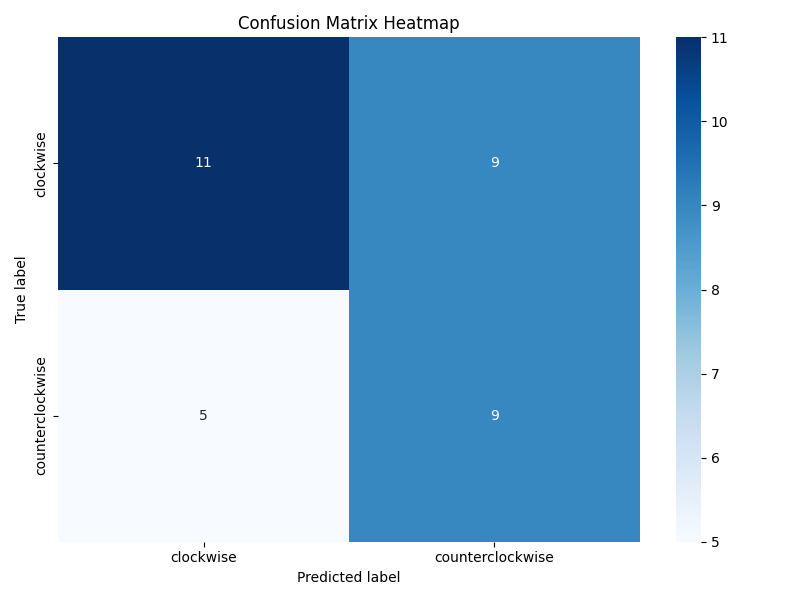 Confusion Matrix Heatmap
True label
clockwise
counterclockwise
11
9
5
9
clockwise
counterclockwise
Predicted label
11
10
9
8
7
6
5